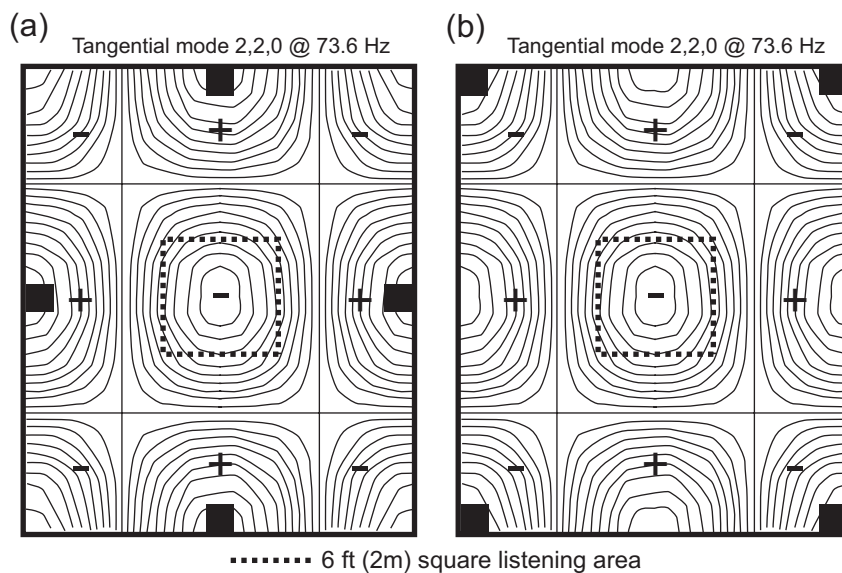 (a)
Tangential mode 2,2,0 @ 73.6 Hz
- + -
+ - +
- + -
(b)
Tangential mode 2,2,0 @ 73.6 Hz
- + -
+ - +
- + -
6 ft (2m) square listening area